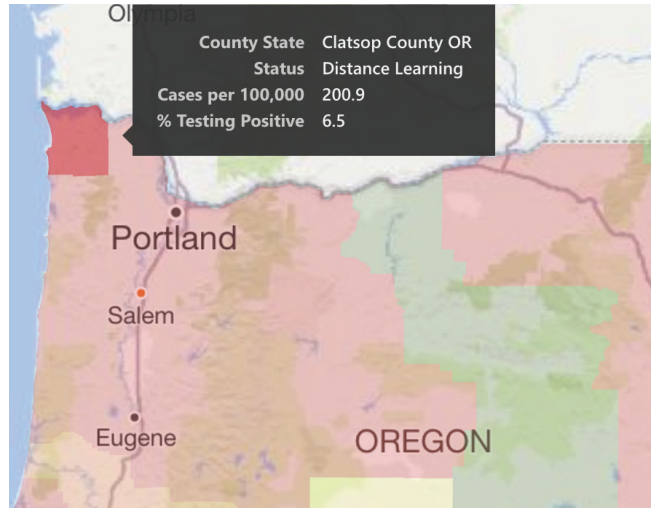 Olympia
County State Clatsop County OR
Status Distance Learning
Cases per 100,000 200.9
% Testing Positive 6.5
Portland
Salem
Eugene
OREGON